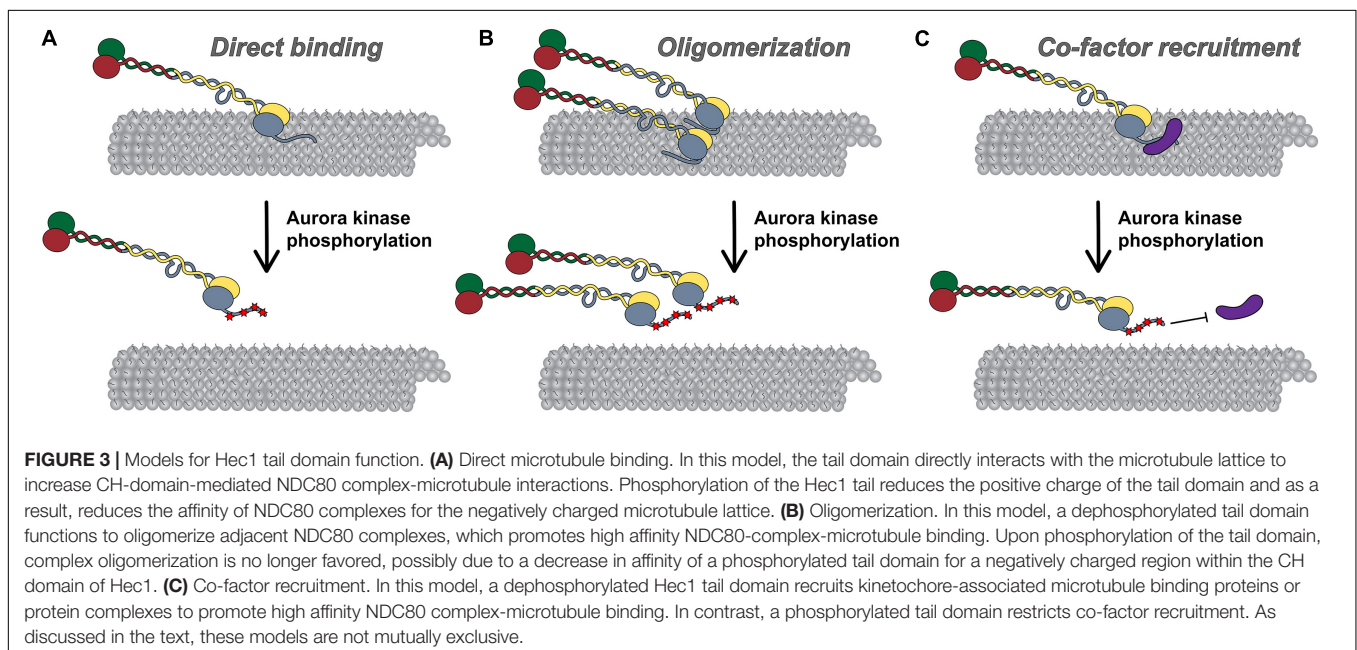 A
Direct binding
B
Oligomerization
C
Co-factor recruitment
Aurora kinase
phosphorylation
Aurora kinase
phosphorylation
Aurora kinase
phosphorylation
FIGURE 3 | Models for Hec1 tail domain function. (A) Direct microtubule binding. In this model, the tail domain directly interacts with the microtubule lattice to
increase CH-domain-mediated NDC80 complex-microtubule interactions. Phosphorylation of the Hec1 tail reduces the positive charge of the tail domain and as a
result, reduces the affinity of NDC80 complexes for the negatively charged microtubule lattice. (B) Oligomerization. In this model, a dephosphorylated tail domain
functions to oligomerize adjacent NDC80 complexes, which promotes high affinity NDC80-complex-microtubule binding. Upon phosphorylation of the tail domain,
complex oligomerization is no longer favored, possibly due to a decrease in affinity of a phosphorylated tail domain for a negatively charged region within the CH
domain of Hec1. (C) Co-factor recruitment. In this model, a dephosphorylated Hec1 tail domain recruits kinetochore-associated microtubule binding proteins or
protein complexes to promote high affinity NDC80 complex-microtubule binding. In contrast, a phosphorylated tail domain restricts co-factor recruitment. As
discussed in the text, these models are not mutually exclusive.